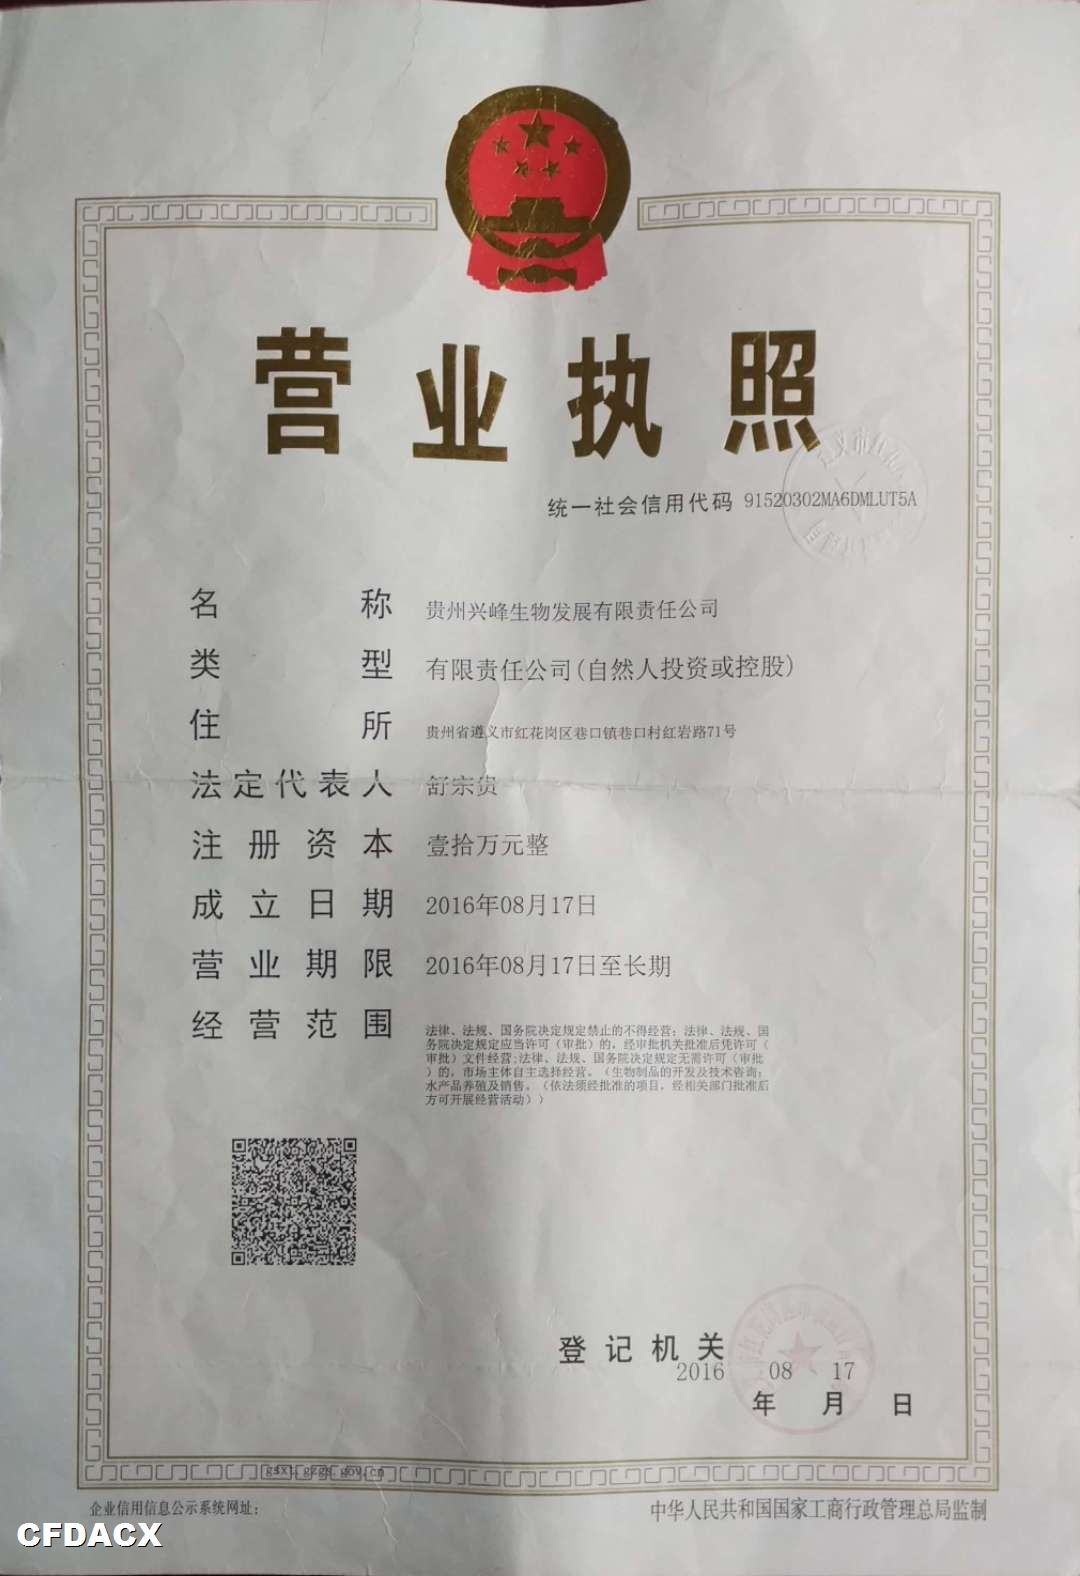 营业执照
统一社会信用代码 91520302MA6DMLUT5A
名称 贵州兴峰生物发展有限责任公司
类型 有限责任公司(自然人投资或控股)
住所 贵州省遵义市红花岗区巷口镇巷口村红岩路71号
法定代表人 舒宗贵
注册资本 壹拾万元整
成立日期 2016年08月17日
营业期限 2016年08月17日至长期
经营范围 法律、法规、国务院决定规定禁止的不得经营；法律、法规、国
务院决定规定应当许可（审批）的，经审批机关批准后凭许可（
审批）文件经营;法律、法规、国务院决定规定无需许可（审批
）的，市场主体自主选择经营。（生物制品的开发及技术咨询；
水产品养殖及销售。（依法须经批准的项目，经相关部门批准后
方可开展经营活动））
登记机关
2016 08 17
年 月 日
gsxt.gzgs.gov.cn
企业信用信息公示系统网址：
中华人民共和国国家工商行政管理总局监制
CFDACX